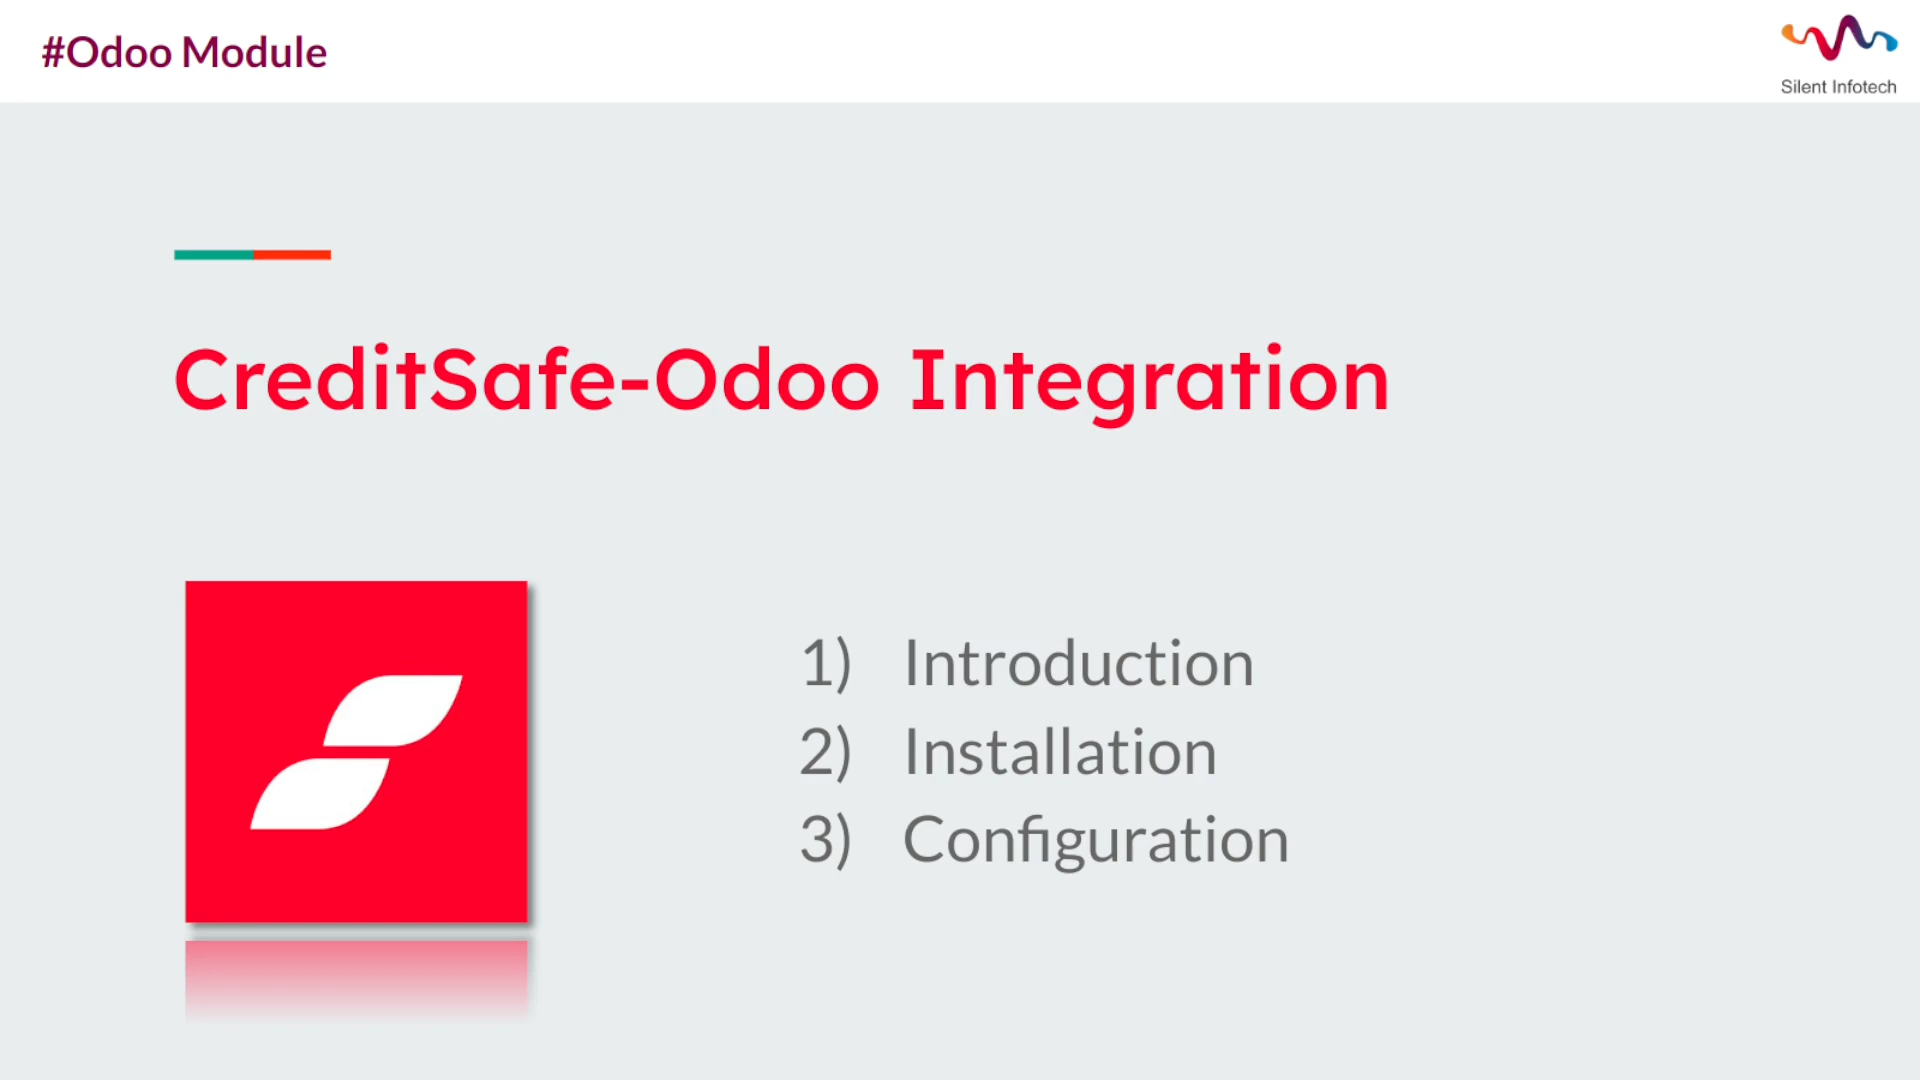 #Odoo Module
Silent Infotech
CreditSafe-Odoo Integration
1) Introduction
2) Installation
3) Configuration